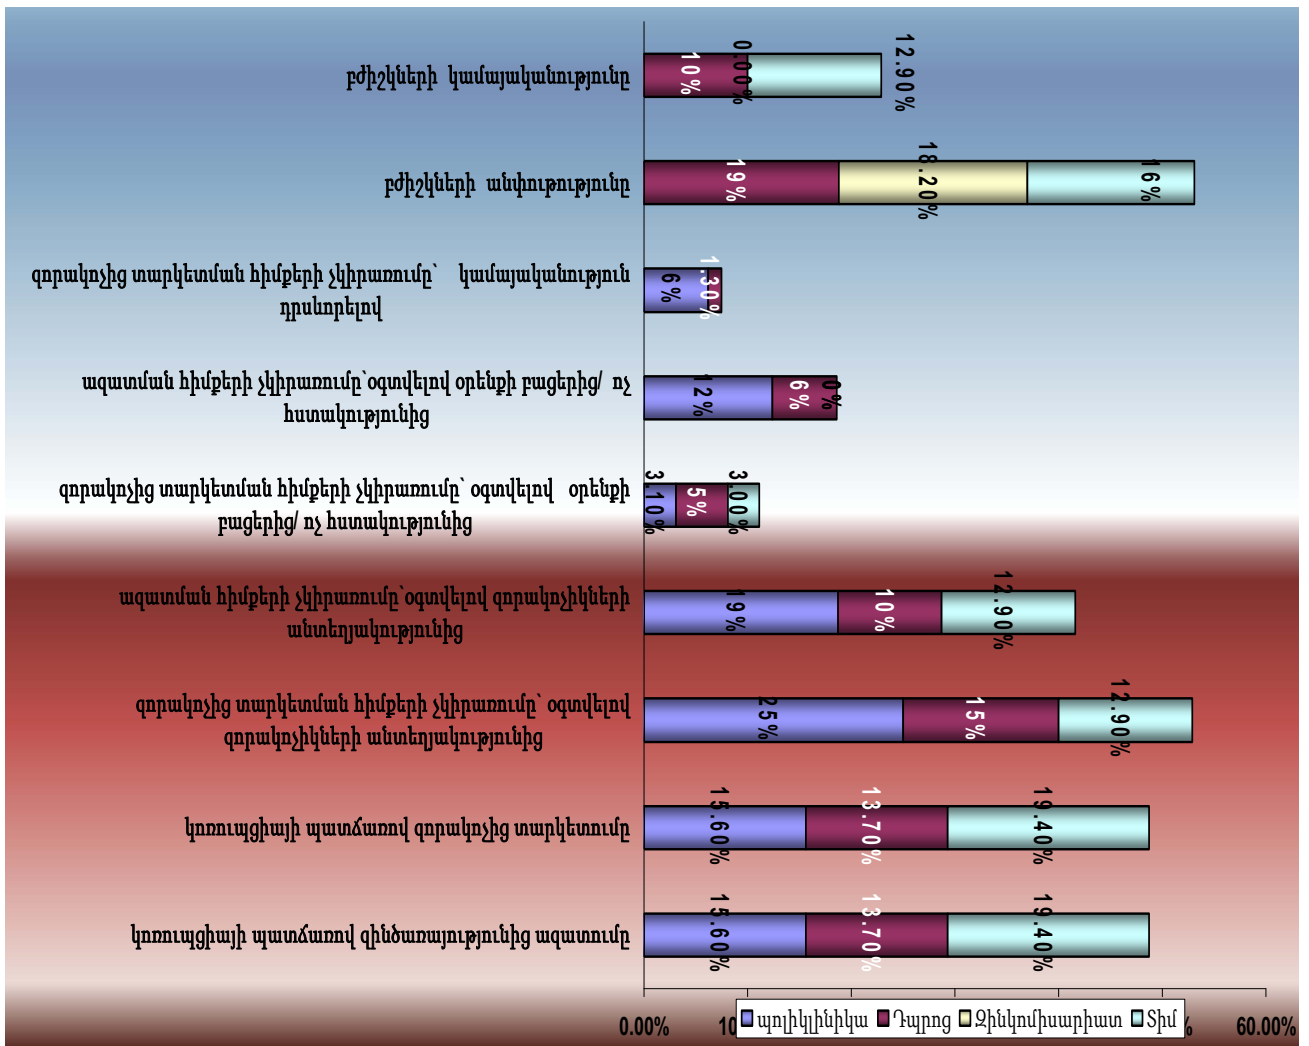 բժիշկների կամայականությունը
10%
0.00%
12.90%
բժիշկների անփութությունը
19%
18.20%
16%
զորակոչից տարկետման հիմքերի չկիրառումը` կամայականություն
դրսևորելով
6%
1.30%
ազատման հիմքերի չկիրառումը`օգտվելով օրենքի բացերից/ ոչ
հստակությունից
12%
6%
0%
զորակոչից տարկետման հիմքերի չկիրառումը` օգտվելով օրենքի
բացերից/ ոչ հստակությունից
3.10%
5%
3.00%
ազատման հիմքերի չկիրառումը`օգտվելով զորակոչիկների
անտեղյակությունից
19%
10%
12.90%
զորակոչից տարկետման հիմքերի չկիրառումը` օգտվելով
զորակոչիկների անտեղյակությունից
25%
15%
12.90%
կոռուպցիայի պատճառով զորակոչից տարկետումը
15.60%
13.70%
19.40%
կոռուպցիայի պատճառով զինծառայությունից ազատումը
15.60%
13.70%
19.40%
պոլիկլինիկա Դպրոց Զինկոմիսարիատ Տիմ
0.00% 60.00%